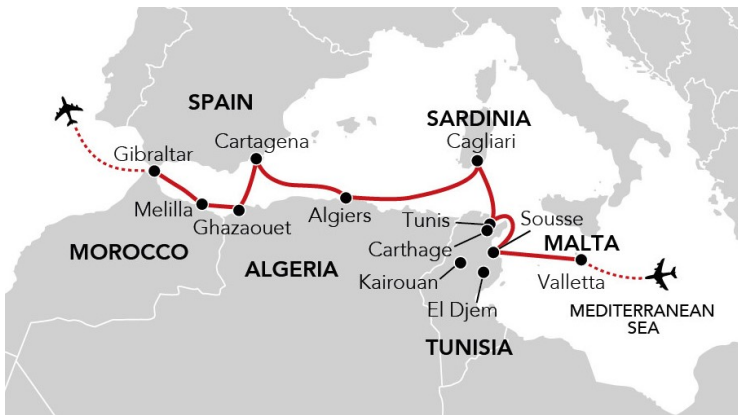 SPAIN
SARDINIA
Cartagena
Cagliari
Gibraltar
Melilla
Ghazaouet
Algiers
Tunis
Sousse
MOROCCO
Carthage
MALTA
ALGERIA
Kairouan
Valletta
El Djem
MEDITERRANEAN
SEA
TUNISIA